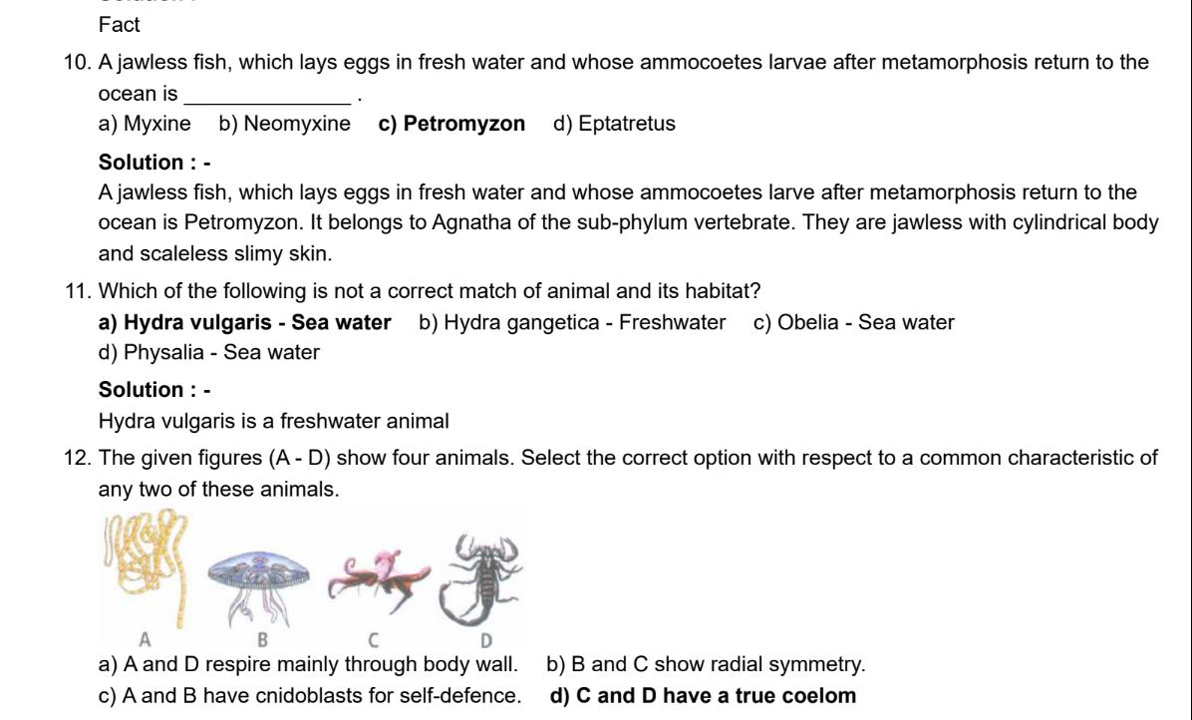 Fact
10. A jawless fish, which lays eggs in fresh water and whose ammocoetes larvae after metamorphosis return to the
ocean is _______________ .
a) Myxine b) Neomyxine c) Petromyzon d) Eptatretus
Solution : -
A jawless fish, which lays eggs in fresh water and whose ammocoetes larve after metamorphosis return to the
ocean is Petromyzon. It belongs to Agnatha of the sub-phylum vertebrate. They are jawless with cylindrical body
and scaleless slimy skin.
11. Which of the following is not a correct match of animal and its habitat?
a) Hydra vulgaris - Sea water b) Hydra gangetica - Freshwater c) Obelia - Sea water
d) Physalia - Sea water
Solution : -
Hydra vulgaris is a freshwater animal
12. The given figures (A - D) show four animals. Select the correct option with respect to a common characteristic of
any two of these animals.
A B C D
a) A and D respire mainly through body wall. b) B and C show radial symmetry.
c) A and B have cnidoblasts for self-defence. d) C and D have a true coelom